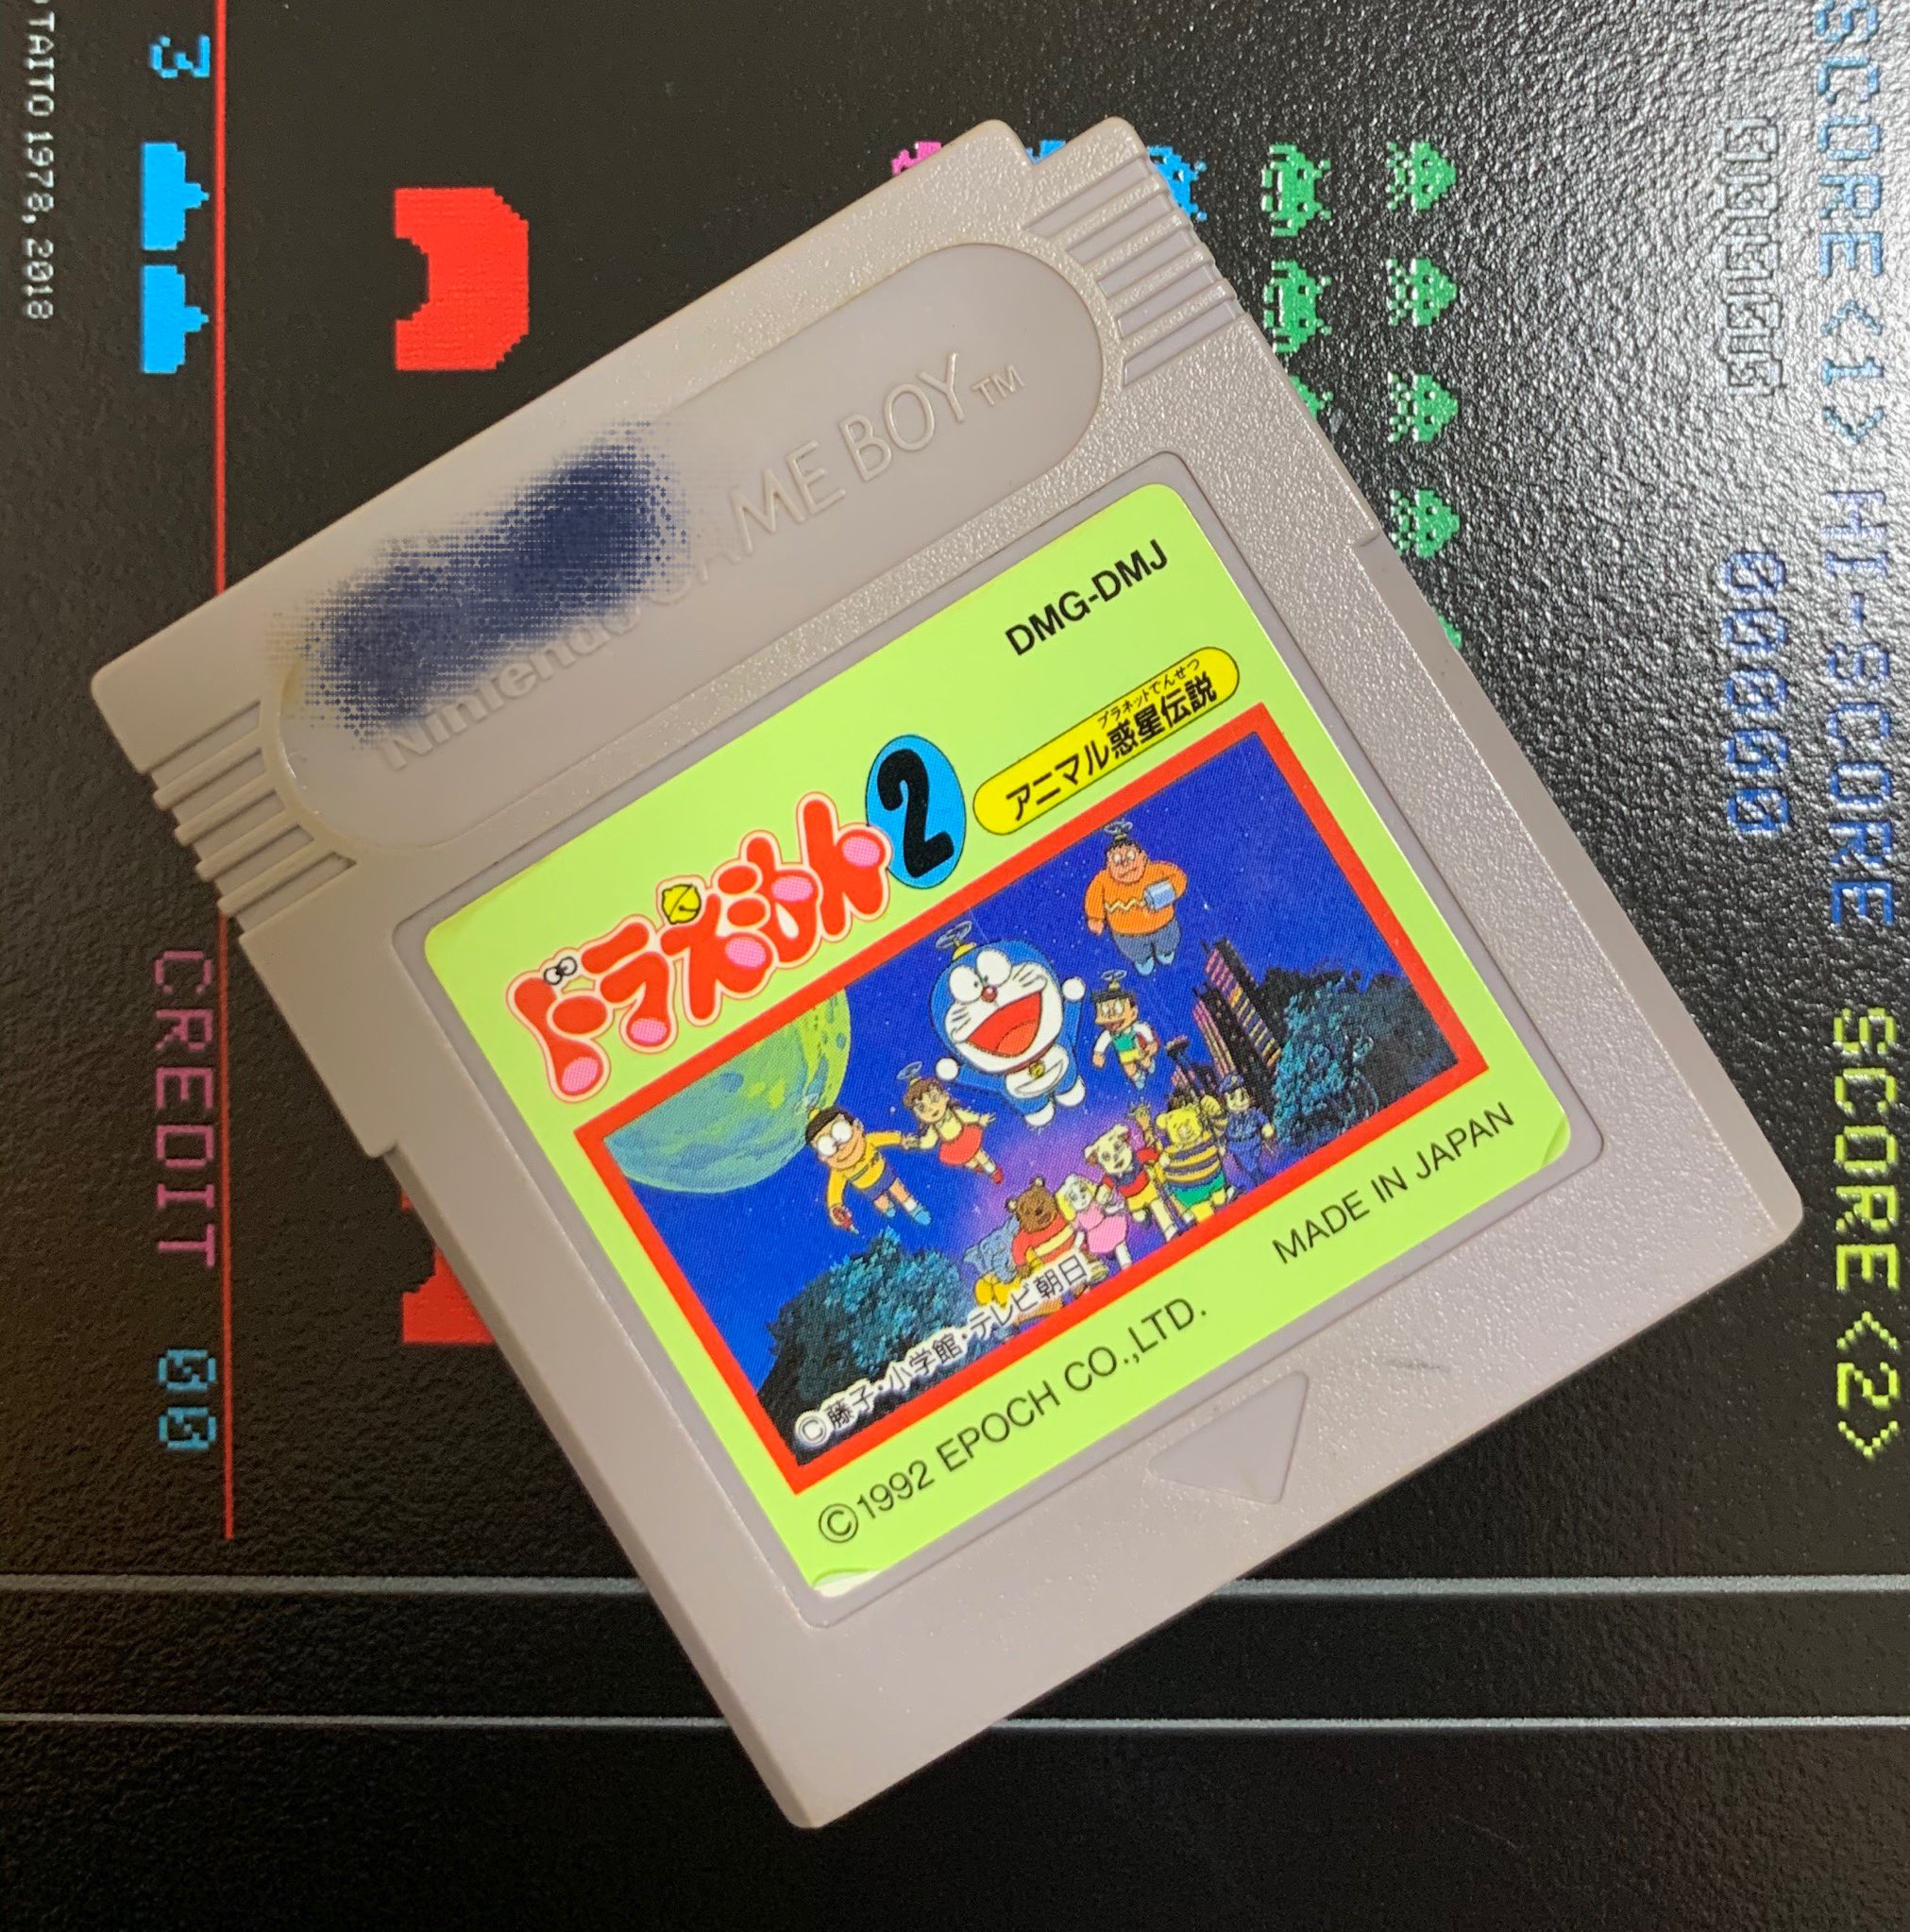 Nintendo GAME BOY™
DMG-DMJ
ドラえもん2
プラネットでんせつ
アニマル惑星伝説
©藤子・小学館・テレビ朝日
©1992 EPOCH CO.,LTD.
MADE IN JAPAN
SCORE<1> HI-SCORE SCORE<2>
00000
3
CREDIT 00
TAITO 1978, 2018